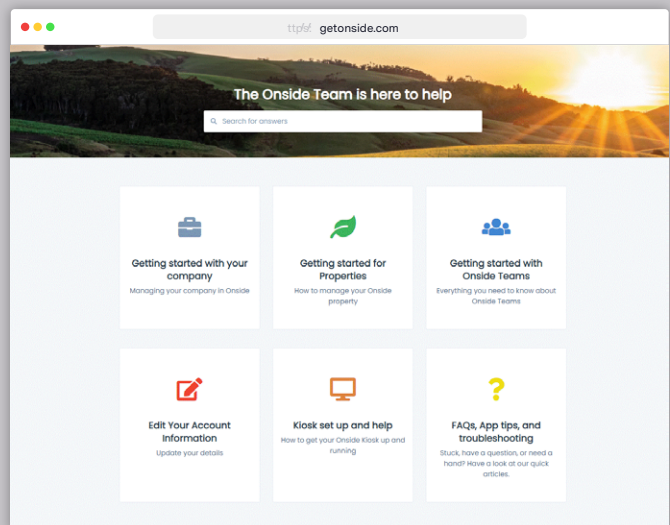 getonside.com
The Onside Team is here to help
Search for answers
Getting started with your
company
Managing your company in Onside
Getting started for
Properties
How to manage your Onside
property
Getting started with
Onside Teams
Everything you need to know about
Onside Teams
Edit Your Account
Information
Update your details
Kiosk set up and help
How to get your Onside Kiosk up and
running
FAQs, App tips, and
troubleshooting
Stuck, have a question, or need a
hand? Have a look at our quick
articles.